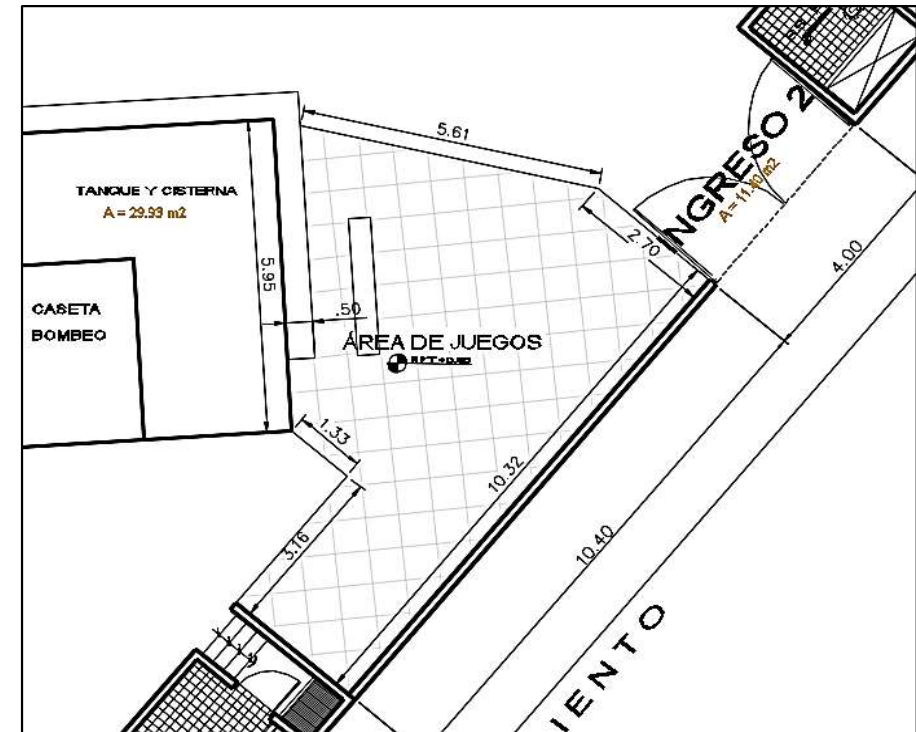 5.61
INGRESO 2
A = 11.40 m2
TANQUE Y CISTERNA
A = 29.93 m2
2.70
4.00
5.95
CASETA
BOMBEO
.50
ÁREA DE JUEGOS
1.33
10.32
3.16
10.40
IENTO